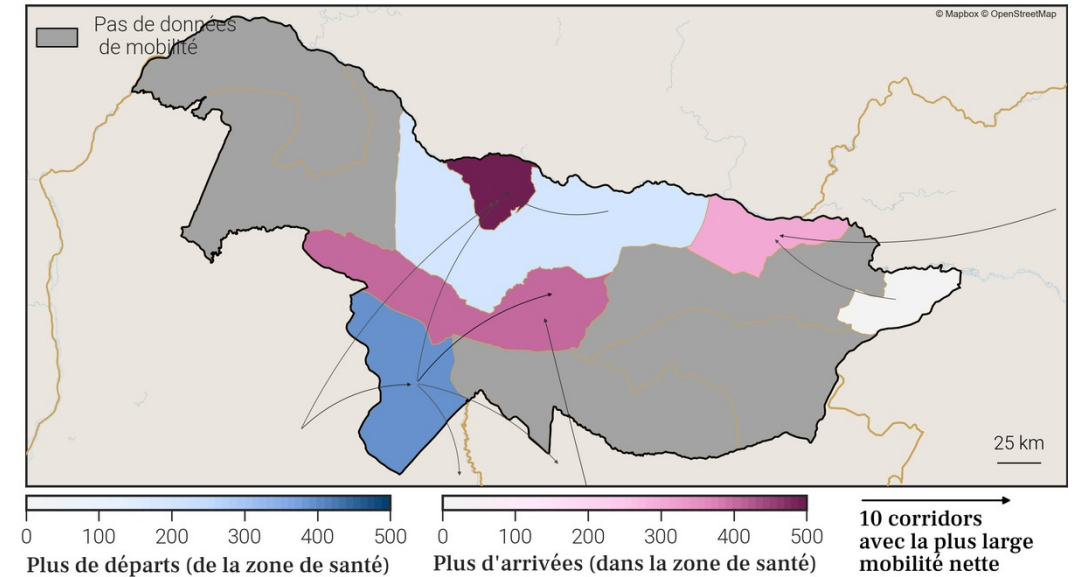 © Mapbox © OpenStreetMap
Pas de données
de mobilité
25 km
0 100 200 300 400 500
0 100 200 300 400 500
Plus de départs (de la zone de santé)
Plus d'arrivées (dans la zone de santé)
10 corridors
avec la plus large
mobilité nette